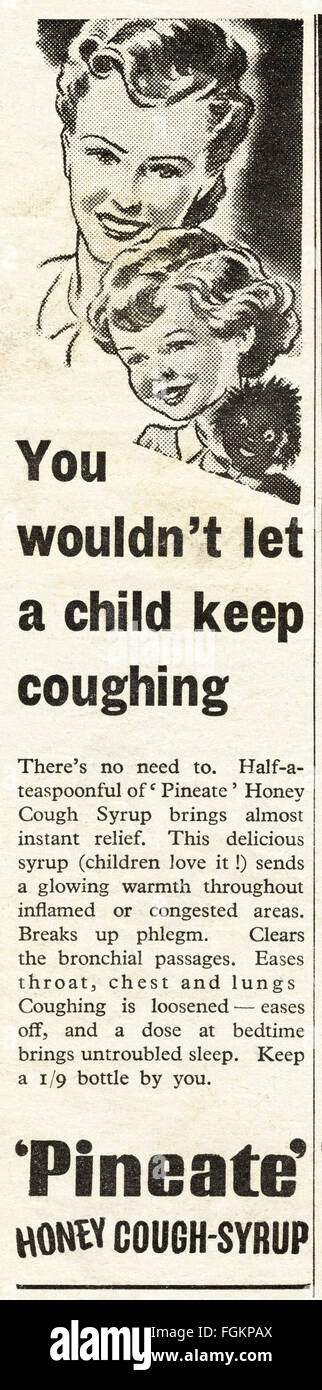 You
wouldn't let
a child keep
coughing
There's no need to. Half-a-
teaspoonful of ‘ Pineate ’ Honey
Cough Syrup brings almost
instant relief. This delicious
syrup (children love it !) sends
a glowing warmth throughout
inflamed or congested areas.
Breaks up phlegm. Clears
the bronchial passages. Eases
throat, chest and lungs
Coughing is loosened — eases
off, and a dose at bedtime
brings untroubled sleep. Keep
a 1/9 bottle by you.
‘Pineate’
HONEY COUGH-SYRUP
alamy
alamy
Image ID: FGKPAX
www.alamy.com